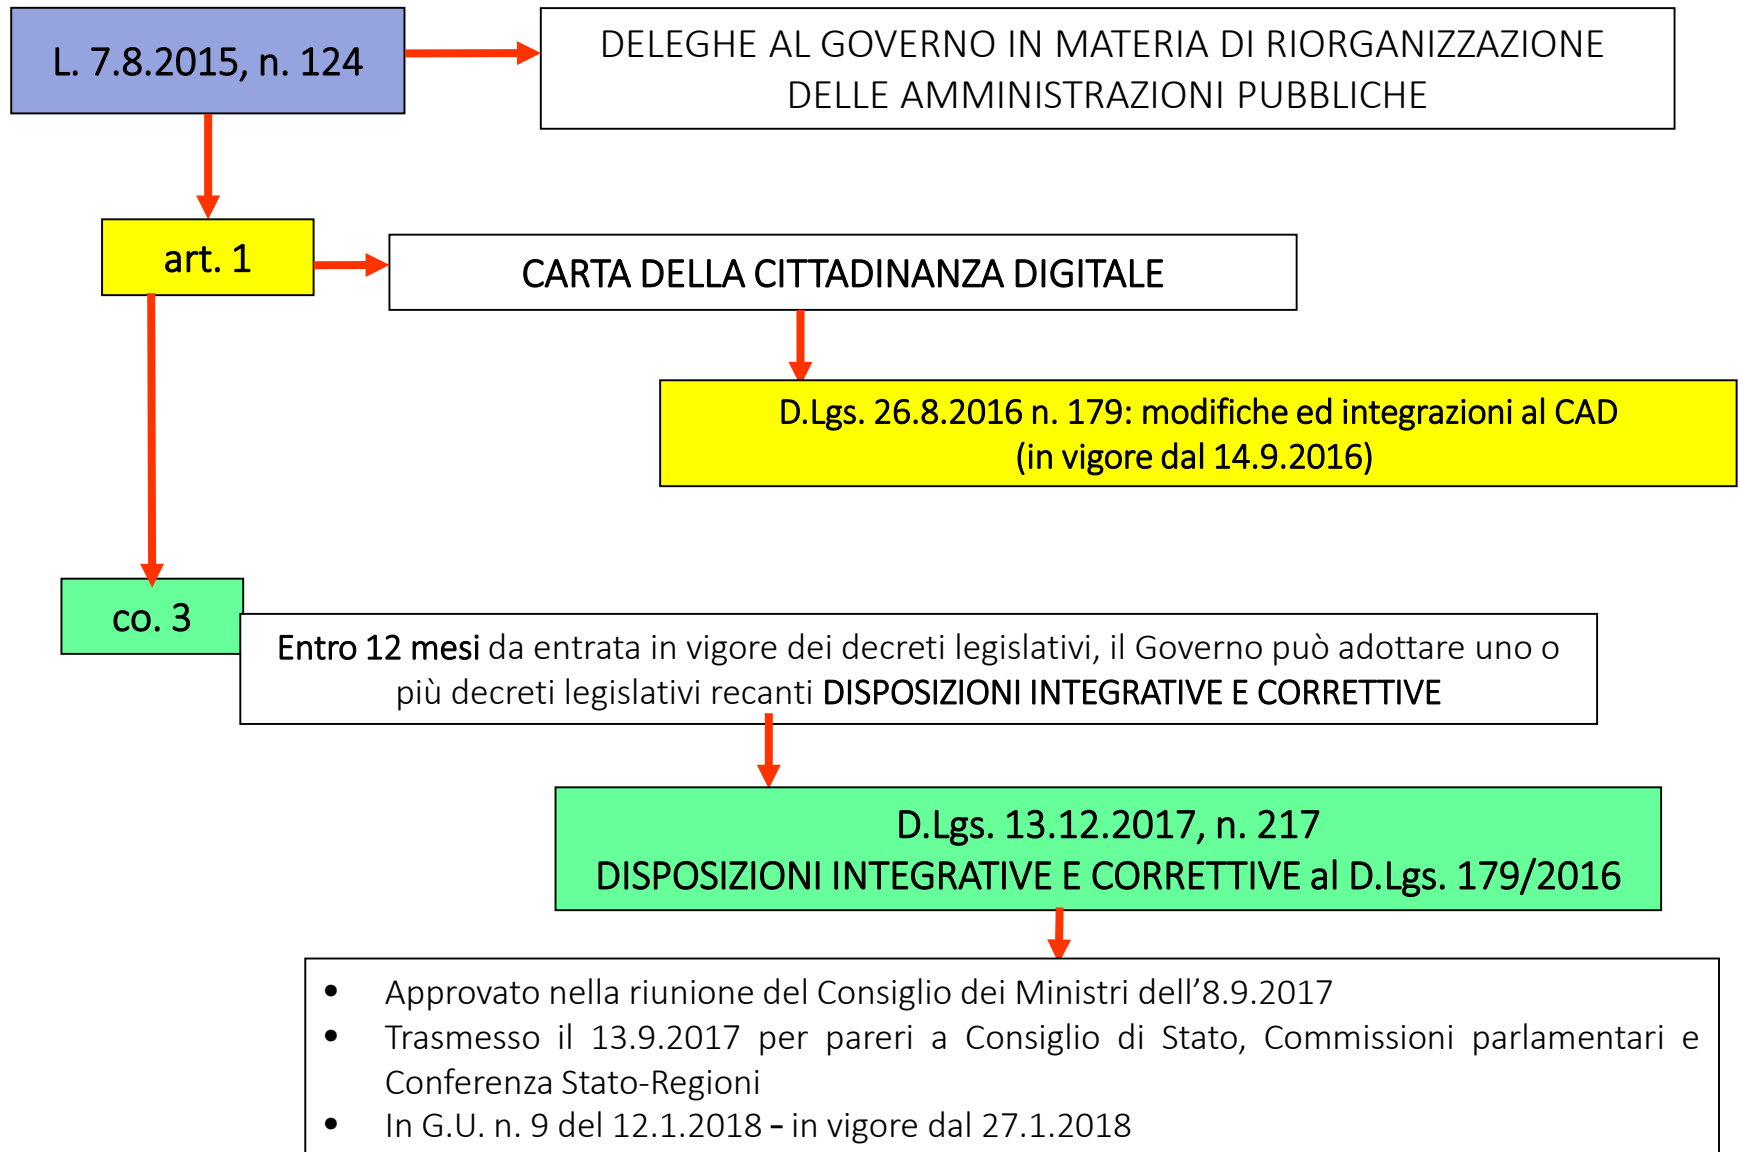 L. 7.8.2015, n. 124
DELEGHE AL GOVERNO IN MATERIA DI RIORGANIZZAZIONE
DELLE AMMINISTRAZIONI PUBBLICHE
art. 1
CARTA DELLA CITTADINANZA DIGITALE
D.Lgs. 26.8.2016 n. 179: modifiche ed integrazioni al CAD
(in vigore dal 14.9.2016)
co. 3
Entro 12 mesi da entrata in vigore dei decreti legislativi, il Governo può adottare uno o
più decreti legislativi recanti DISPOSIZIONI INTEGRATIVE E CORRETTIVE
D.Lgs. 13.12.2017, n. 217
DISPOSIZIONI INTEGRATIVE E CORRETTIVE al D.Lgs. 179/2016
• Approvato nella riunione del Consiglio dei Ministri dell’8.9.2017
• Trasmesso il 13.9.2017 per pareri a Consiglio di Stato, Commissioni parlamentari e
Conferenza Stato-Regioni
• In G.U. n. 9 del 12.1.2018 – in vigore dal 27.1.2018